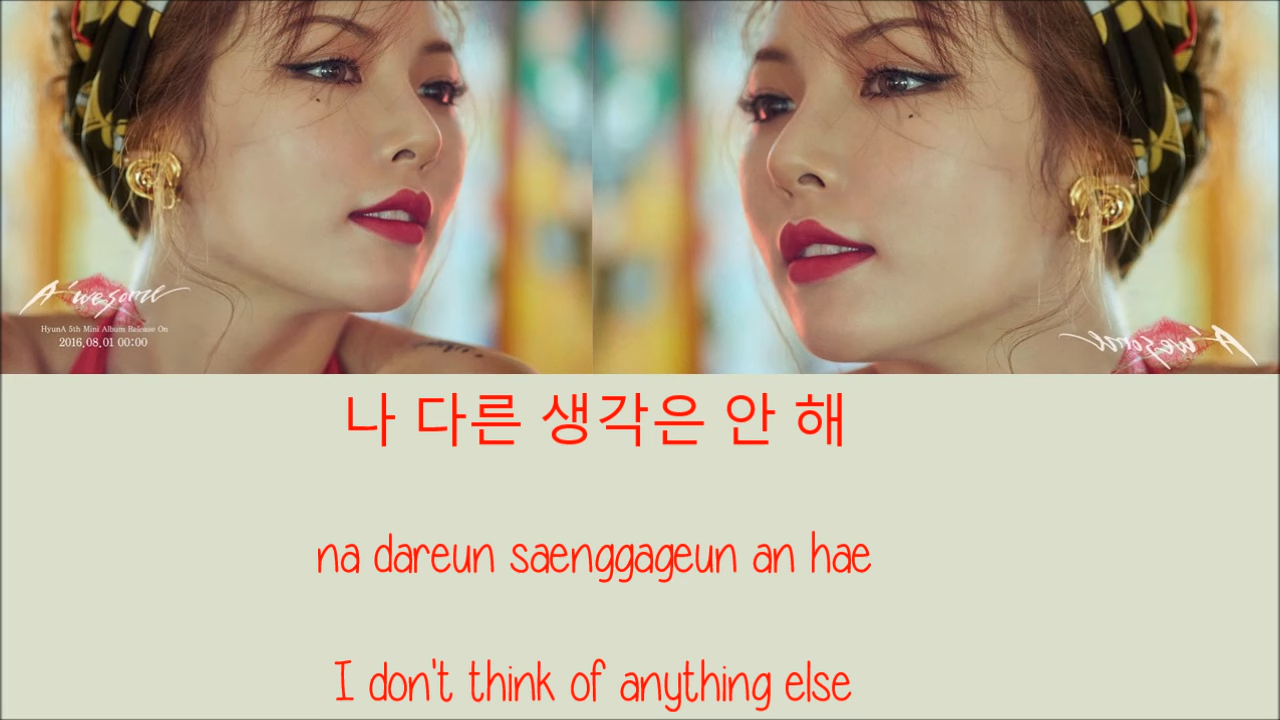 A'wesome
HyunA 5th Mini Album Release On
2016.08.01 00:00
A'wesome
나 다른 생각은 안 해
na dareun saenggageun an hae
I don't think of anything else